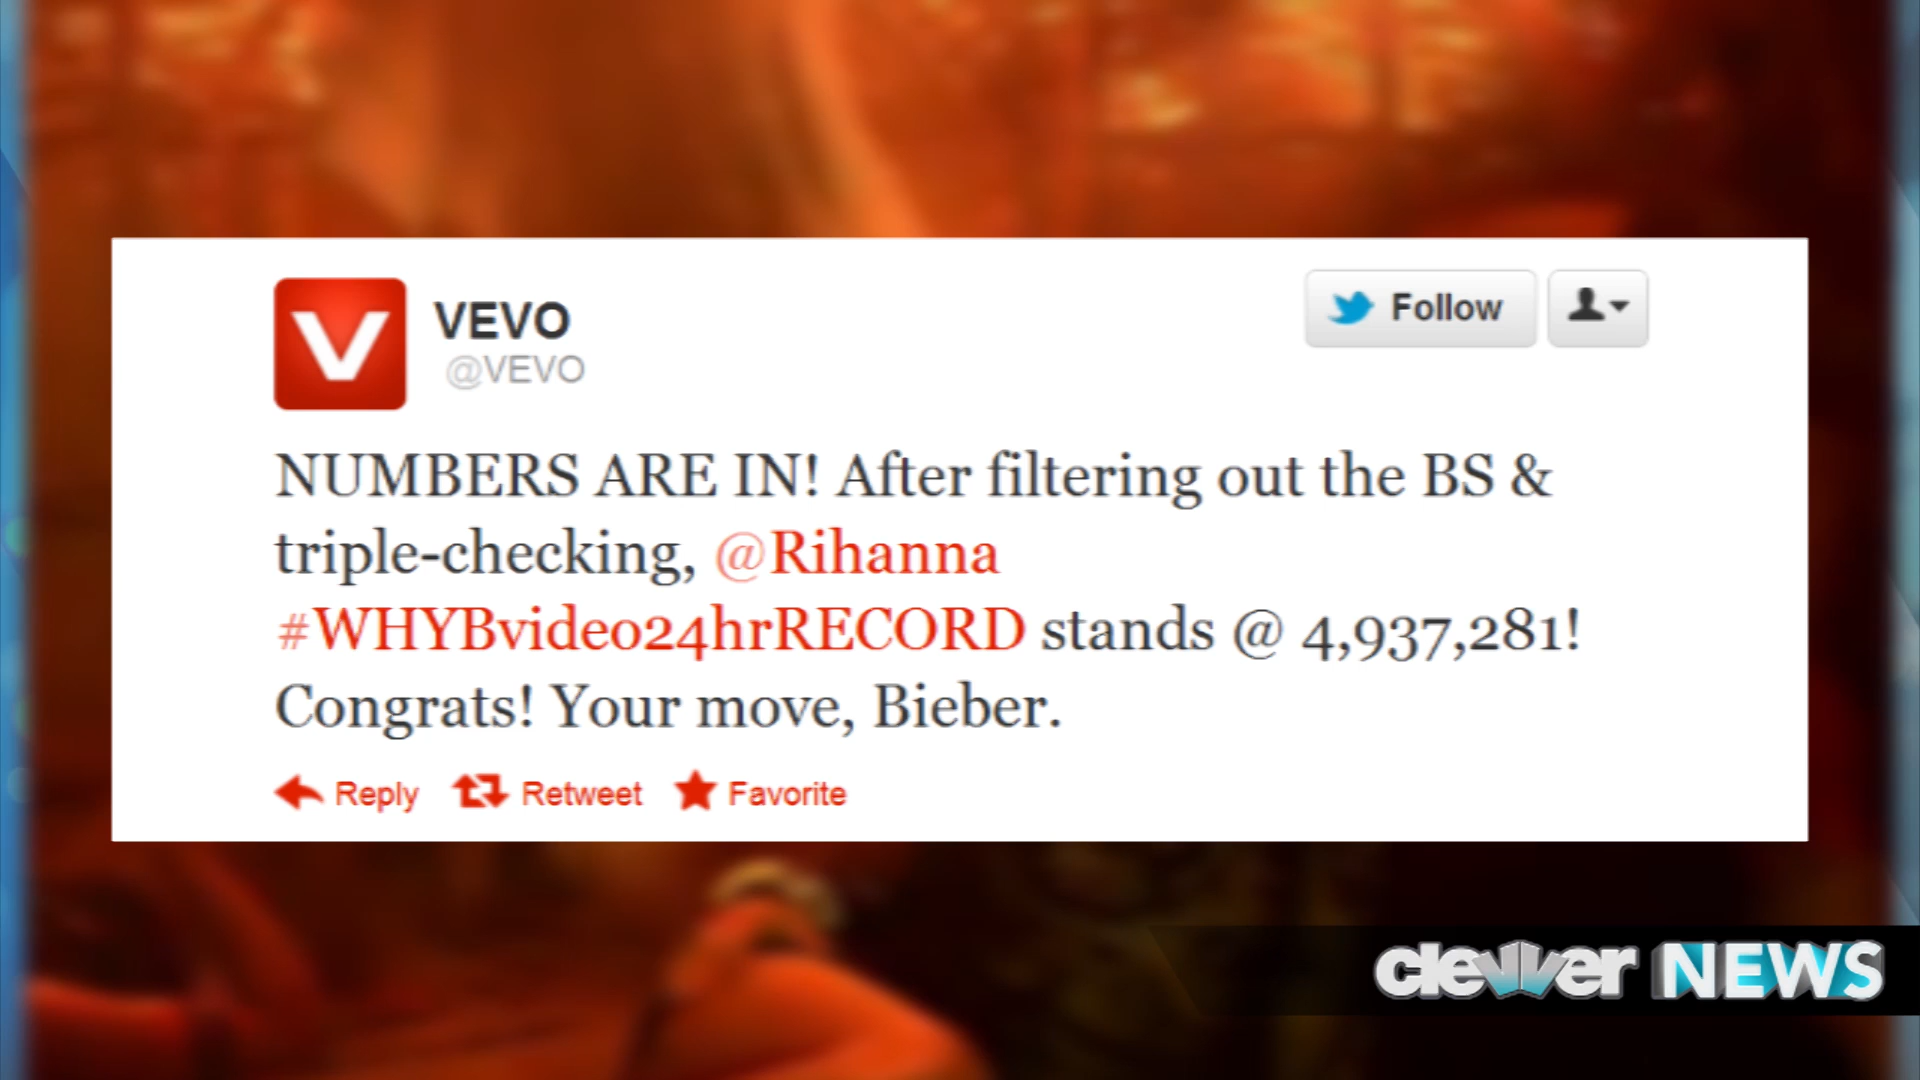 V
VEVO
@VEVO
Follow
NUMBERS ARE IN! After filtering out the BS &
triple-checking, @Rihanna
#WHYBvideo24hrRECORD stands @ 4,937,281!
Congrats! Your move, Bieber.
Reply Retweet Favorite
clevver NEWS